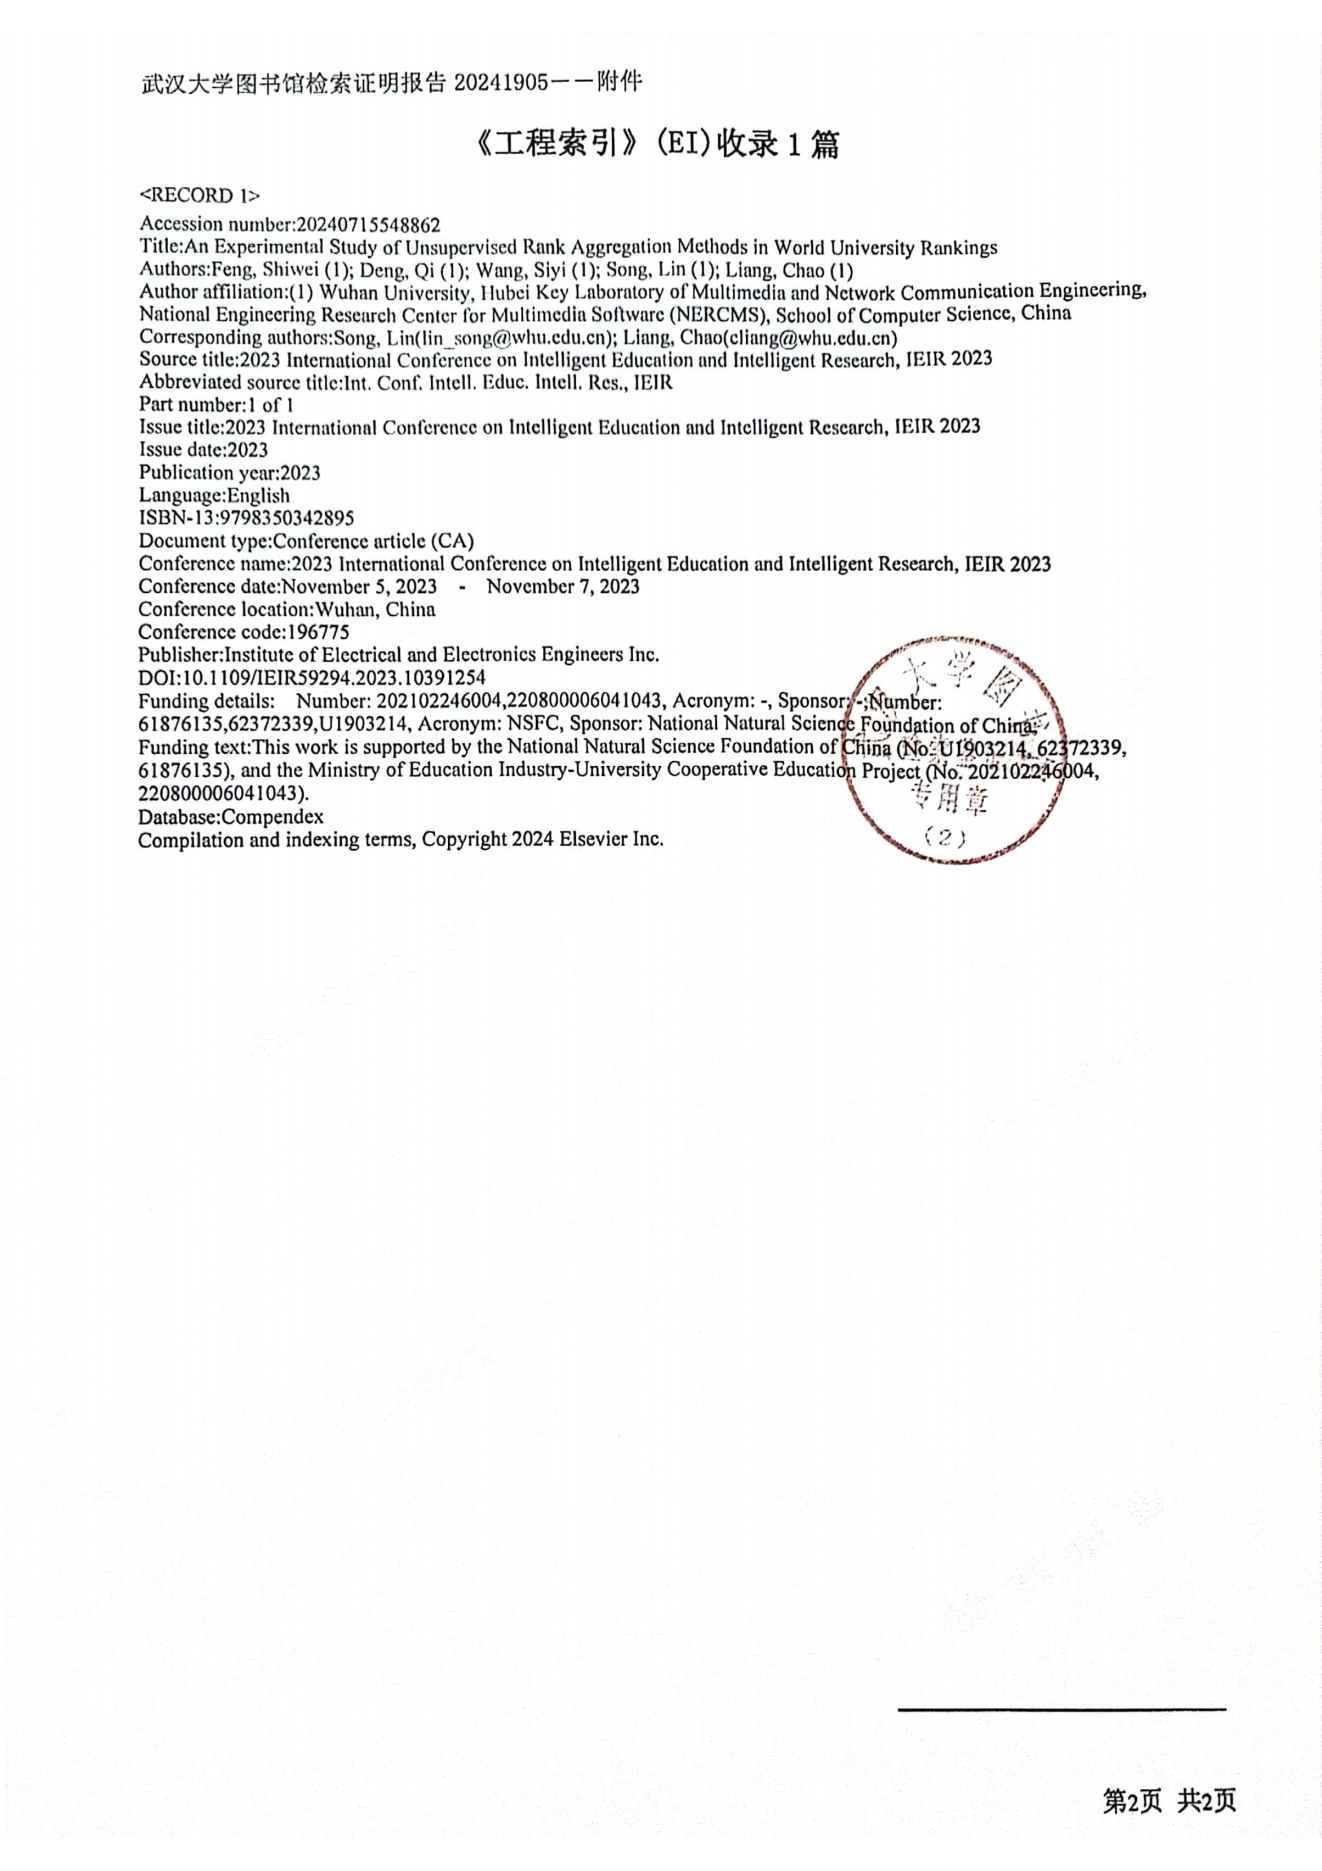 武汉大学图书馆检索证明报告 20241905——附件
《工程索引》(EI)收录 1 篇
<RECORD 1>
Accession number:20240715548862
Title:An Experimental Study of Unsupervised Rank Aggregation Methods in World University Rankings
Authors:Feng, Shiwei (1); Deng, Qi (1); Wang, Siyi (1); Song, Lin (1); Liang, Chao (1)
Author affiliation:(1) Wuhan University, Hubei Key Laboratory of Multimedia and Network Communication Engineering,
National Engineering Research Center for Multimedia Software (NERCMS), School of Computer Science, China
Corresponding authors:Song, Lin(lin_song@whu.edu.cn); Liang, Chao(cliang@whu.edu.cn)
Source title:2023 International Conference on Intelligent Education and Intelligent Research, IEIR 2023
Abbreviated source title:Int. Conf. Intell. Educ. Intell. Res., IEIR
Part number:1 of 1
Issue title:2023 International Conference on Intelligent Education and Intelligent Research, IEIR 2023
Issue date:2023
Publication year:2023
Language:English
ISBN-13:9798350342895
Document type:Conference article (CA)
Conference name:2023 International Conference on Intelligent Education and Intelligent Research, IEIR 2023
Conference date:November 5, 2023 - November 7, 2023
Conference location:Wuhan, China
Conference code:196775
Publisher:Institute of Electrical and Electronics Engineers Inc.
DOI:10.1109/IEIR59294.2023.10391254
Funding details: Number: 202102246004,220800006041043, Acronym: -, Sponsor: -;Number:
61876135,62372339,U1903214, Acronym: NSFC, Sponsor: National Natural Science Foundation of China;
Funding text:This work is supported by the National Natural Science Foundation of China (No. U1903214, 62372339,
61876135), and the Ministry of Education Industry-University Cooperative Education Project (No. 202102246004,
220800006041043).
Database:Compendex
Compilation and indexing terms, Copyright 2024 Elsevier Inc.
大学图
专用章
(2)
第2页 共2页